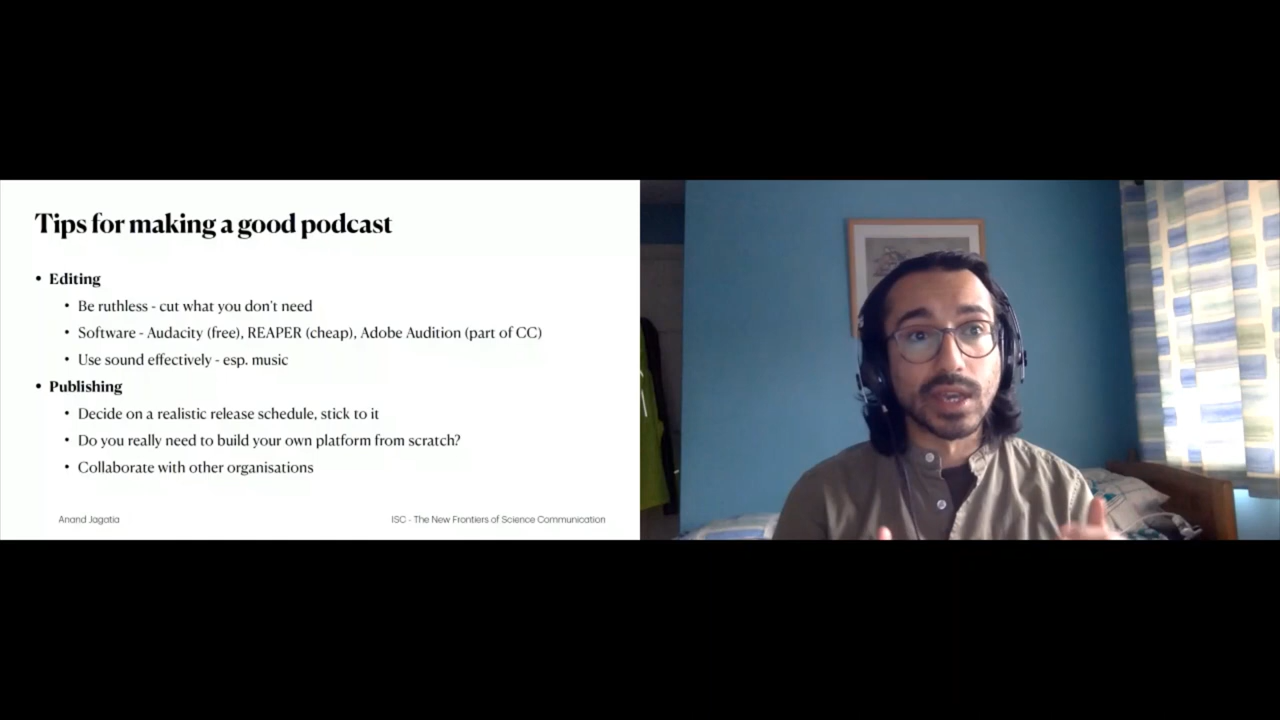 Tips for making a good podcast
• Editing
• Be ruthless - cut what you don't need
• Software - Audacity (free), REAPER (cheap), Adobe Audition (part of CC)
• Use sound effectively - esp. music
• Publishing
• Decide on a realistic release schedule, stick to it
• Do you really need to build your own platform from scratch?
• Collaborate with other organisations
Anand Jagatia
ISC - The New Frontiers of Science Communication